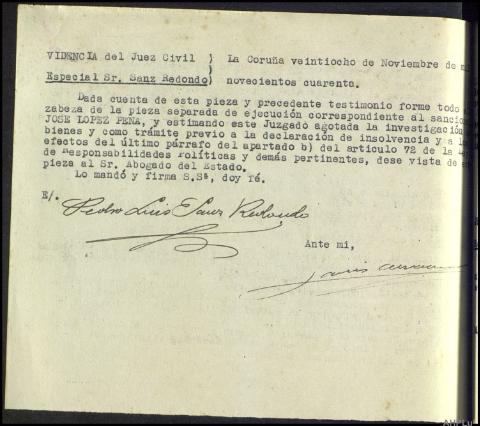 VIDENCIA del Juez Civil ) La Coruña veintiocho de Noviembre de
Especial Sr. Sanz Redondo) novecientos cuarenta.
Dada cuenta de esta pieza y precedente testimonio forme todo
zabeza de la pieza separada de ejecución correspondiente al
JOSE LOPEZ PENA, y estimando este Juzgado agotada la investigación
bienes y como trámite previo a la declaración de insolvencia y a
efectos del último párrafo del apartado b) del artículo 72 de la
de Responsabilidades Políticas y demás pertinentes, dese vista de
pieza al Sr. Abogado del Estado.
Lo mandó y firma S.Sª, doy fé.
E/.
Pedro Luis E Sanz Redondo
Ante mi,